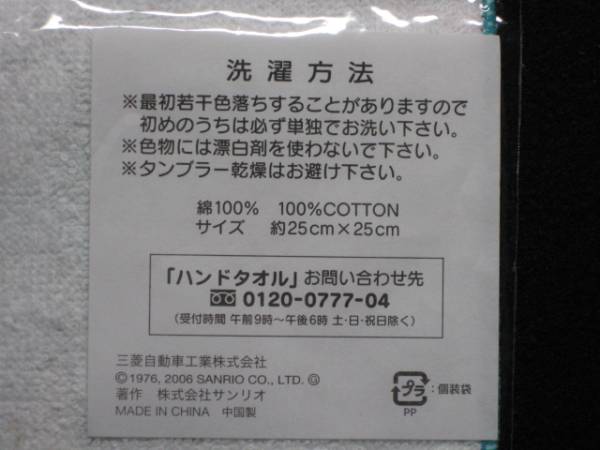 洗濯方法
※最初若干色落ちすることがありますので
初めのうちは必ず単独でお洗い下さい。
※色物には漂白剤を使わないで下さい。
※タンブラー乾燥はお避け下さい。
綿100% 100%COTTON
サイズ 約25cm×25cm
「ハンドタオル」お問い合わせ先
0120-0777-04
(受付時間 午前9時~午後6時 土・日・祝日除く)
三菱自動車工業株式会社
©1976, 2006 SANRIO CO., LTD. Ⓖ
著作 株式会社サンリオ
MADE IN CHINA 中国製
プラ:個装袋
PP